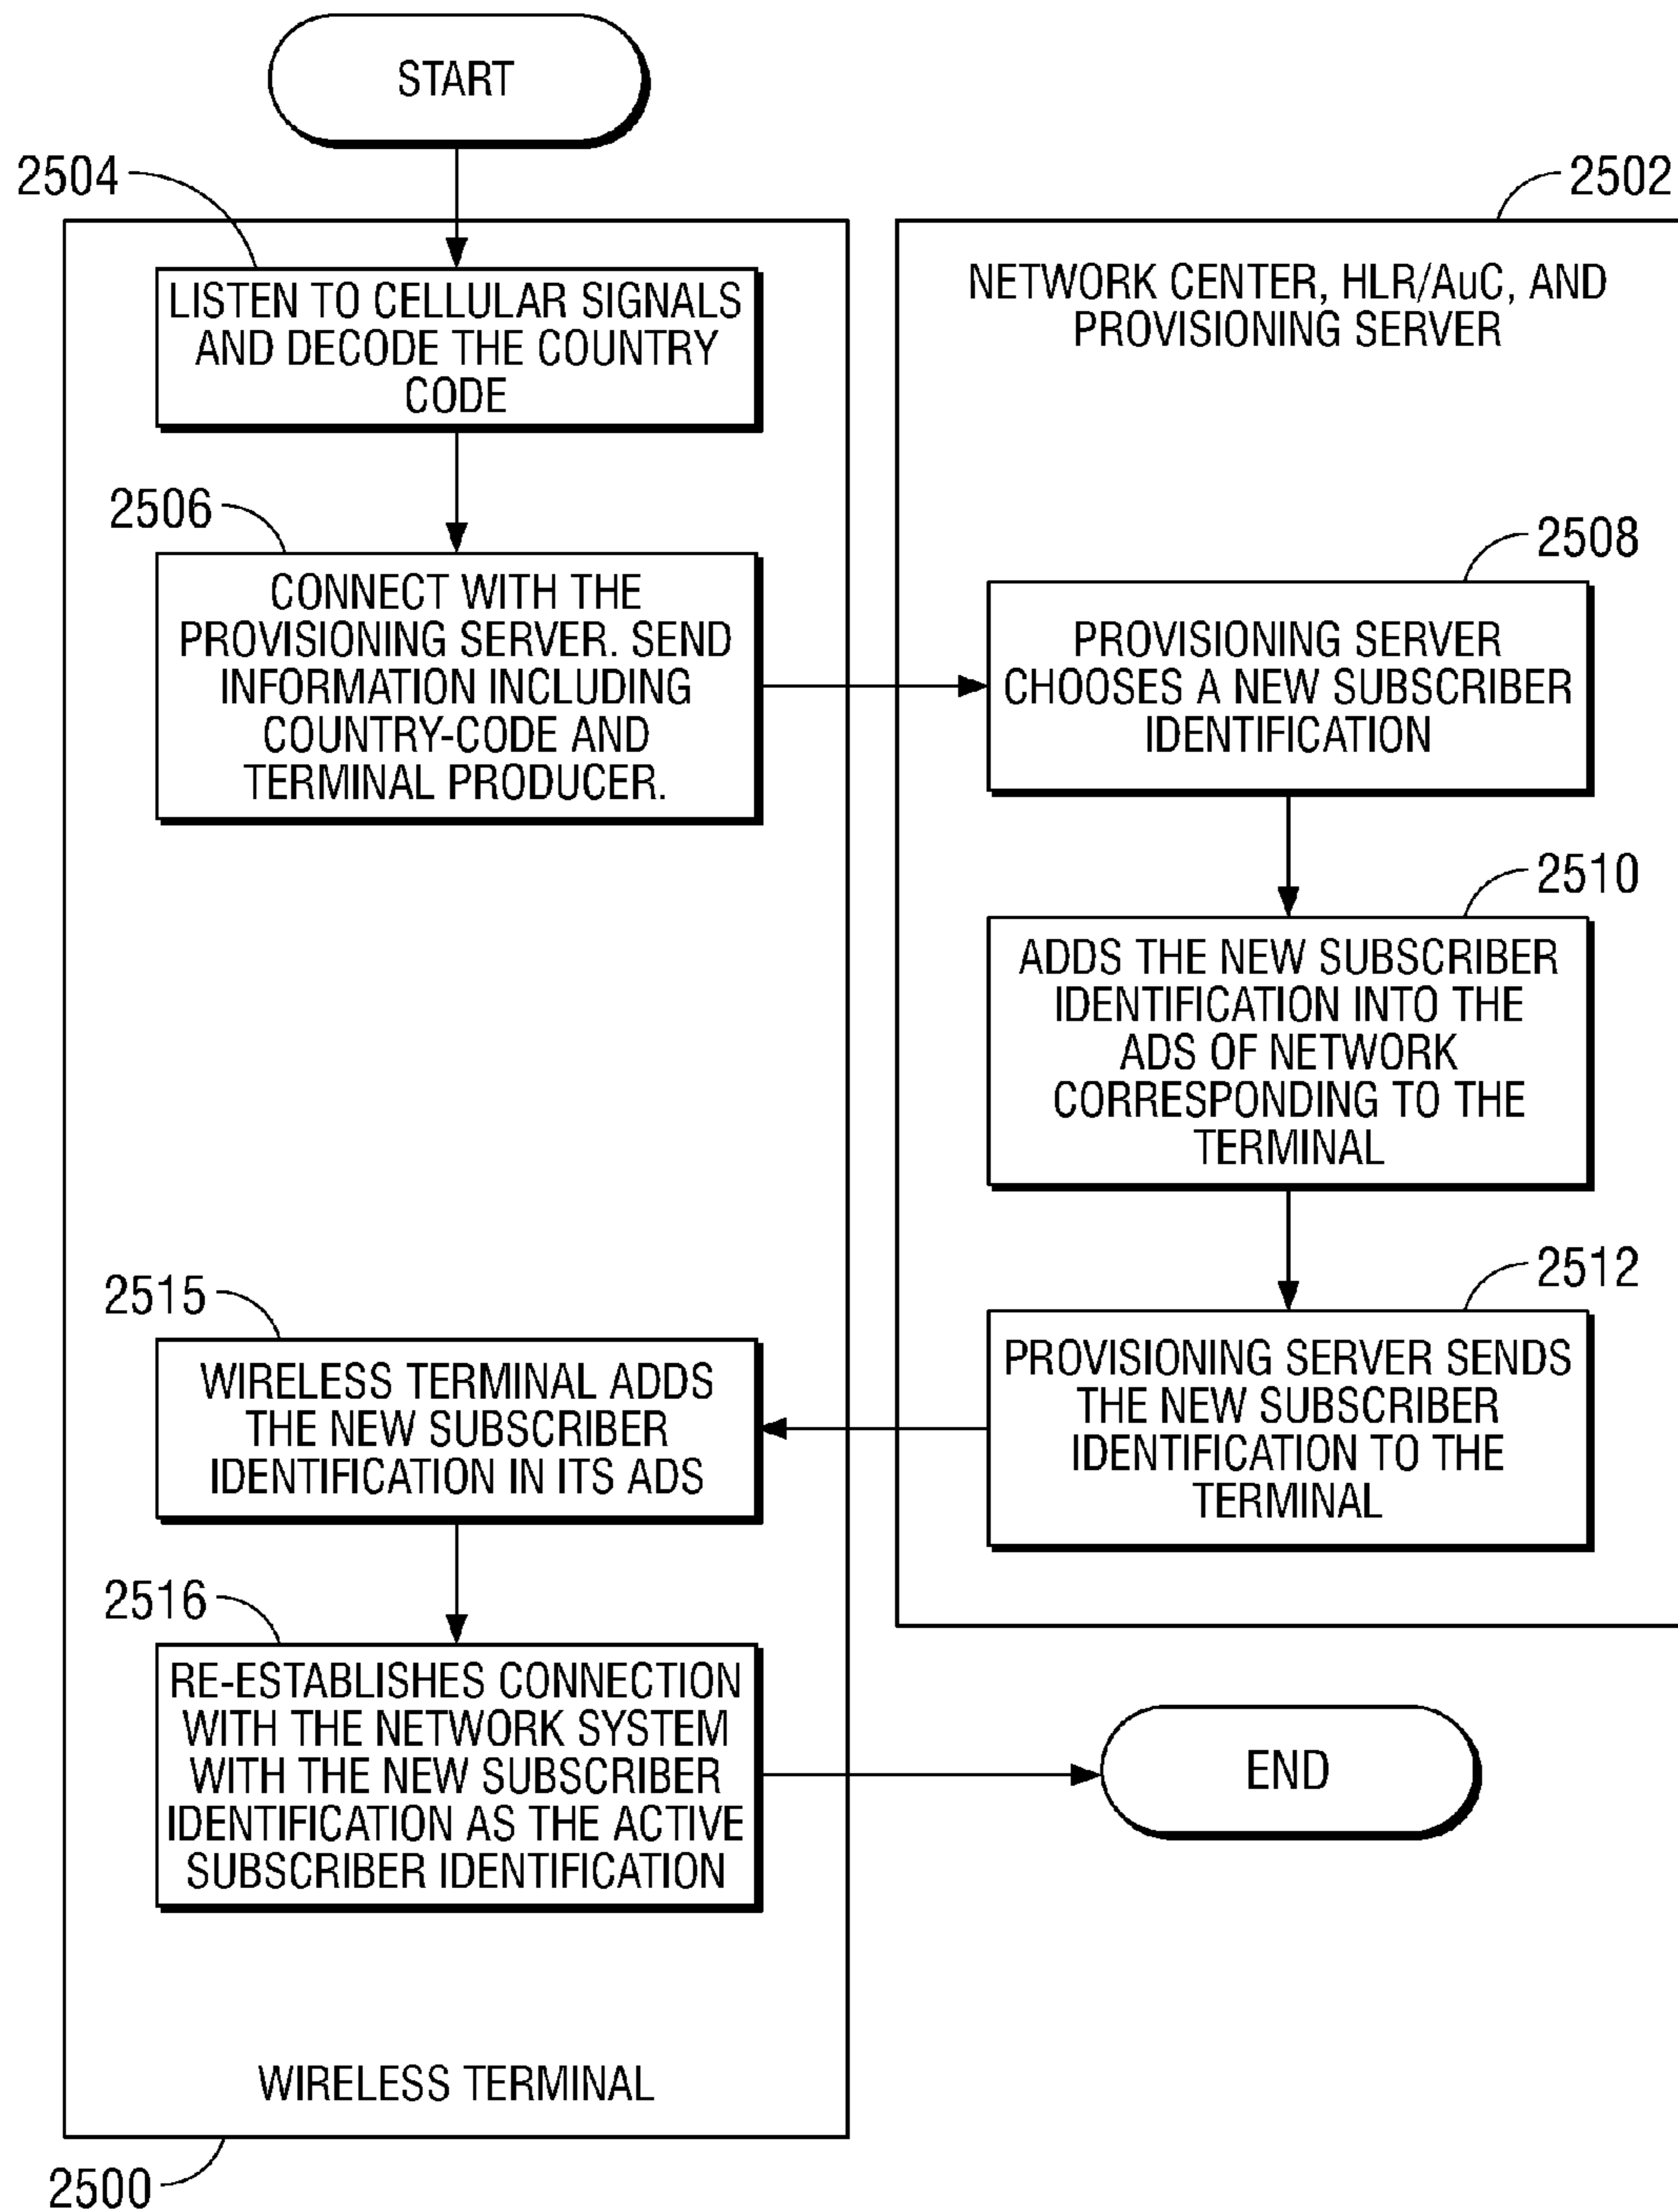 START
2504
2502
LISTEN TO CELLULAR SIGNALS
AND DECODE THE COUNTRY
CODE
NETWORK CENTER, HLR/AuC, AND
PROVISIONING SERVER
2506
CONNECT WITH THE
PROVISIONING SERVER. SEND
INFORMATION INCLUDING
COUNTRY-CODE AND
TERMINAL PRODUCER.
2508
PROVISIONING SERVER
CHOOSES A NEW SUBSCRIBER
IDENTIFICATION
2510
ADDS THE NEW SUBSCRIBER
IDENTIFICATION INTO THE
ADS OF NETWORK
CORRESPONDING TO THE
TERMINAL
2512
PROVISIONING SERVER SENDS
THE NEW SUBSCRIBER
IDENTIFICATION TO THE
TERMINAL
2515
WIRELESS TERMINAL ADDS
THE NEW SUBSCRIBER
IDENTIFICATION IN ITS ADS
2516
RE-ESTABLISHES CONNECTION
WITH THE NETWORK SYSTEM
WITH THE NEW SUBSCRIBER
IDENTIFICATION AS THE ACTIVE
SUBSCRIBER IDENTIFICATION
END
WIRELESS TERMINAL
2500